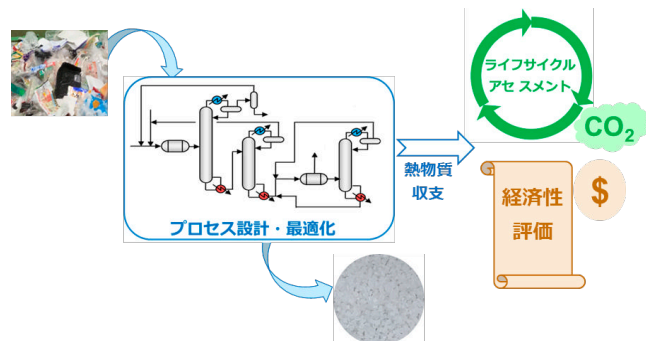 ライフサイクル
アセ スメント
CO₂
熱物質
収支
経済性
評価
$
プロセス設計・最適化